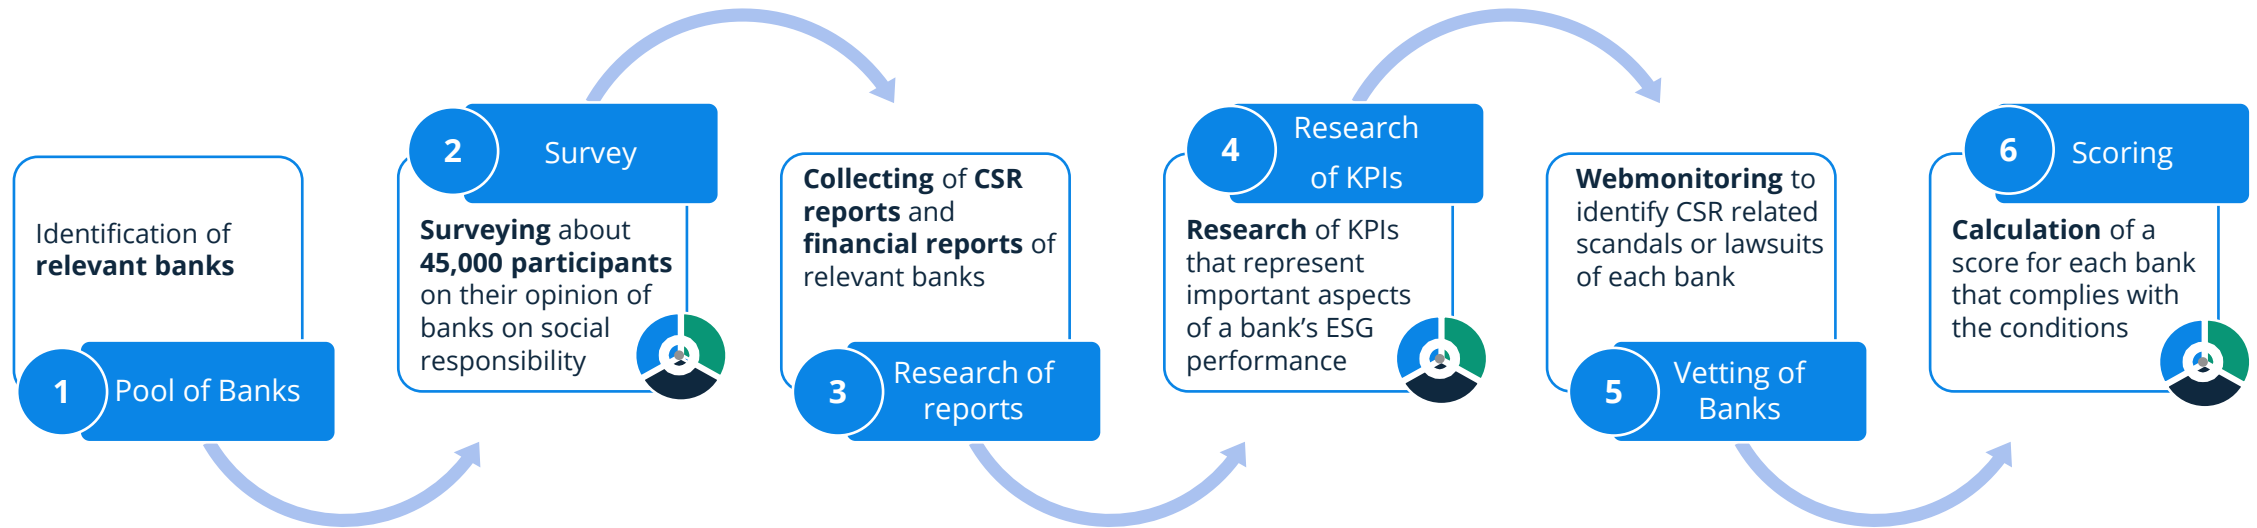 Identification of
relevant banks
1
Pool of Banks
2
Survey
Surveying about
45,000 participants
on their opinion of
banks on social
responsibility
Collecting of CSR
reports and
financial reports of
relevant banks
3
Research of
reports
4
Research
of KPIs
Research of KPIs
that represent
important aspects
of a bank’s ESG
performance
Webmonitoring to
identify CSR related
scandals or lawsuits
of each bank
5
Vetting of
Banks
6
Scoring
Calculation of a
score for each bank
that complies with
the conditions